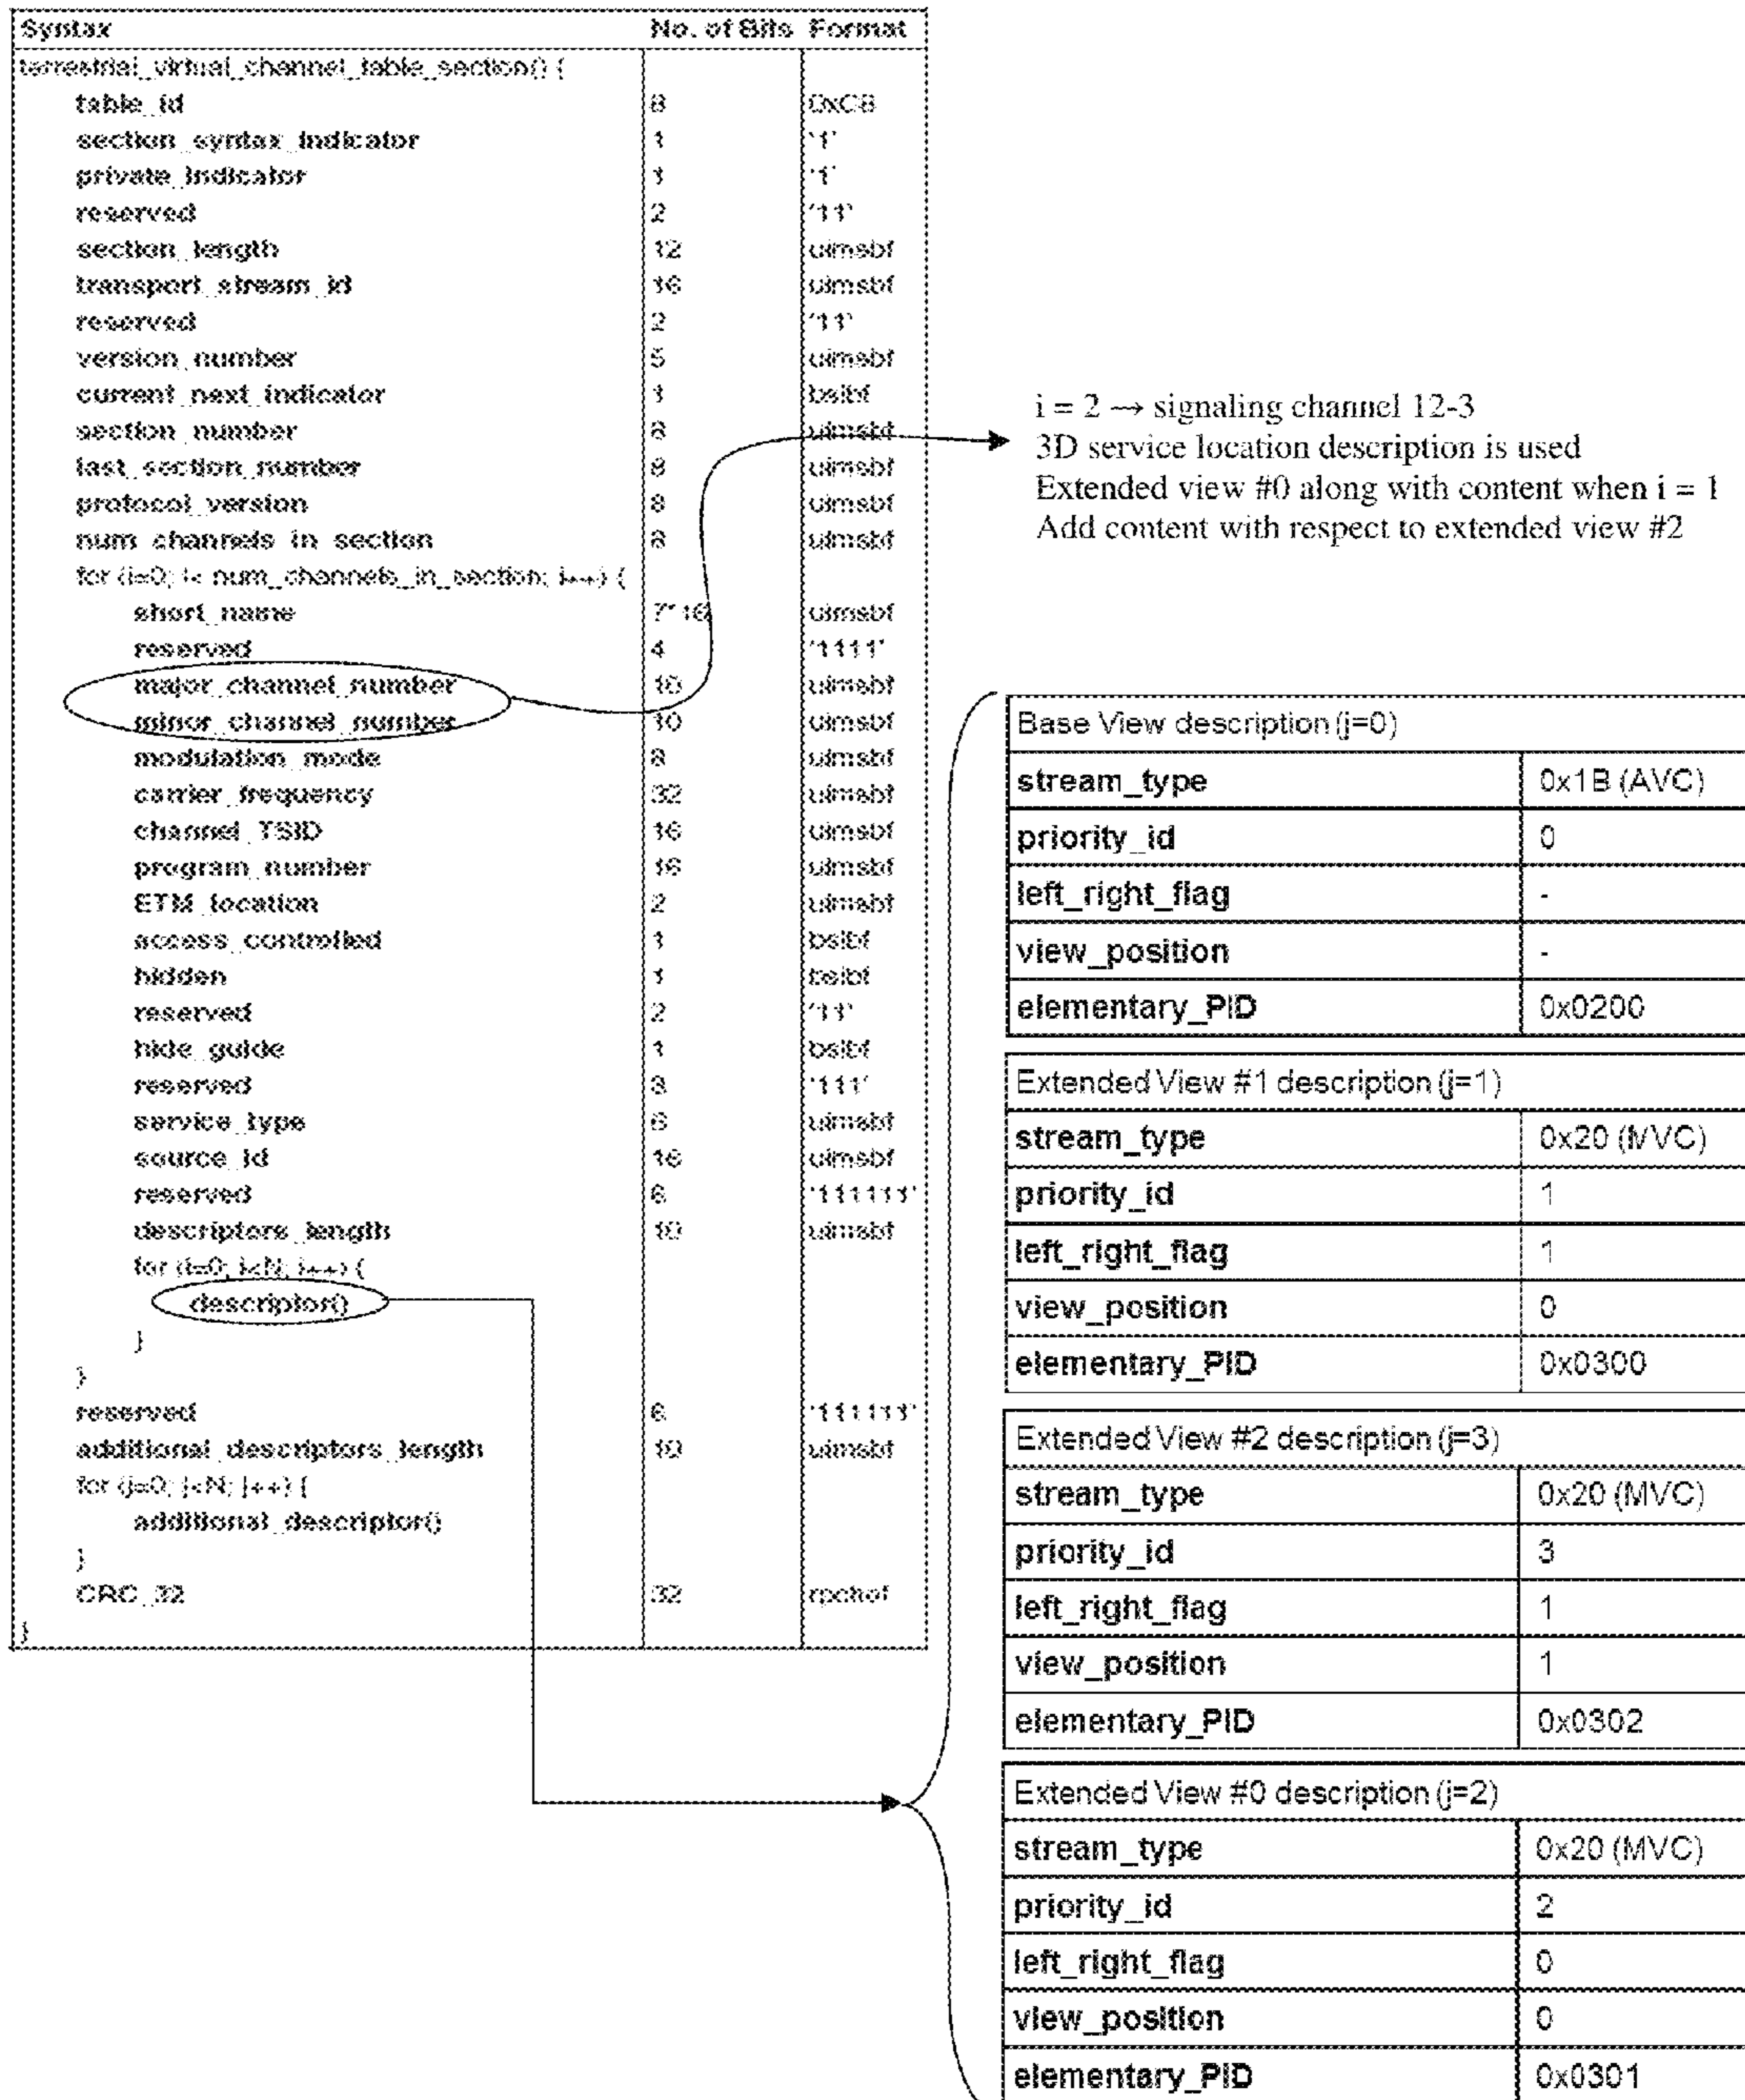 Syntax No. of Bits Format
terrestrial_virtual_channel_table_section() {
table_id 8 0xC8
section_syntax_indicator 1 '1'
private_indicator 1 '1'
reserved 2 '11'
section_length 12 uimsbf
transport_stream_id 16 uimsbf
reserved 2 '11'
version_number 5 uimsbf
current_next_indicator 1 bslbf
section_number 8 uimsbf
last_section_number 8 uimsbf
protocol_version 8 uimsbf
num_channels_in_section 8 uimsbf
for (i=0; i< num_channels_in_section; i++) {
short_name 7*16 uimsbf
reserved 4 '1111'
major_channel_number 10 uimsbf
minor_channel_number 10 uimsbf
modulation_mode 8 uimsbf
carrier_frequency 32 uimsbf
channel_TSID 16 uimsbf
program_number 16 uimsbf
ETM_location 2 uimsbf
access_controlled 1 bslbf
hidden 1 bslbf
reserved 2 '11'
hide_guide 1 bslbf
reserved 3 '111'
service_type 6 uimsbf
source_id 16 uimsbf
reserved 6 '111111'
descriptors_length 10 uimsbf
for (i=0; i<N; i++) {
descriptor()
}
}
reserved 6 '111111'
additional_descriptors_length 10 uimsbf
for (j=0; j<N; j++) {
additional_descriptor()
}
CRC_32 32 rpchof
}
i = 2 → signaling channel 12-3
3D service location description is used
Extended view #0 along with content when i = 1
Add content with respect to extended view #2
Base View description (j=0)
stream_type 0x1B (AVC)
priority_id 0
left_right_flag -
view_position -
elementary_PID 0x0200
Extended View #1 description (j=1)
stream_type 0x20 (MVC)
priority_id 1
left_right_flag 1
view_position 0
elementary_PID 0x0300
Extended View #2 description (j=3)
stream_type 0x20 (MVC)
priority_id 3
left_right_flag 1
view_position 1
elementary_PID 0x0302
Extended View #0 description (j=2)
stream_type 0x20 (MVC)
priority_id 2
left_right_flag 0
view_position 0
elementary_PID 0x0301